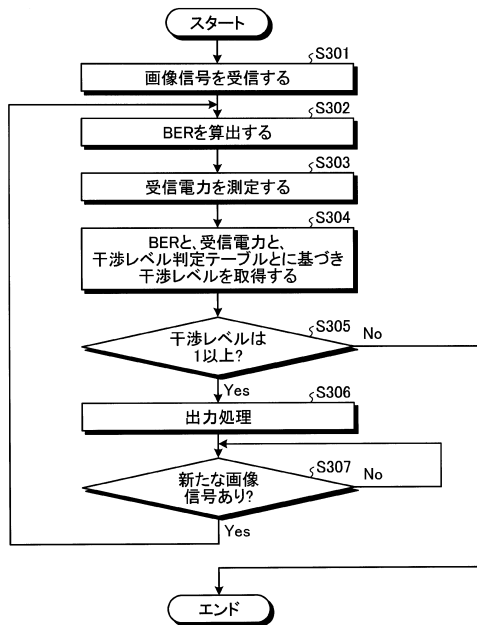 スタート
S301
画像信号を受信する
S302
BERを算出する
S303
受信電力を測定する
S304
BERと、受信電力と、
干渉レベル判定テーブルとに基づき
干渉レベルを取得する
S305
干渉レベルは
1以上?
No
Yes
S306
出力処理
S307
新たな画像
信号あり?
No
Yes
エンド